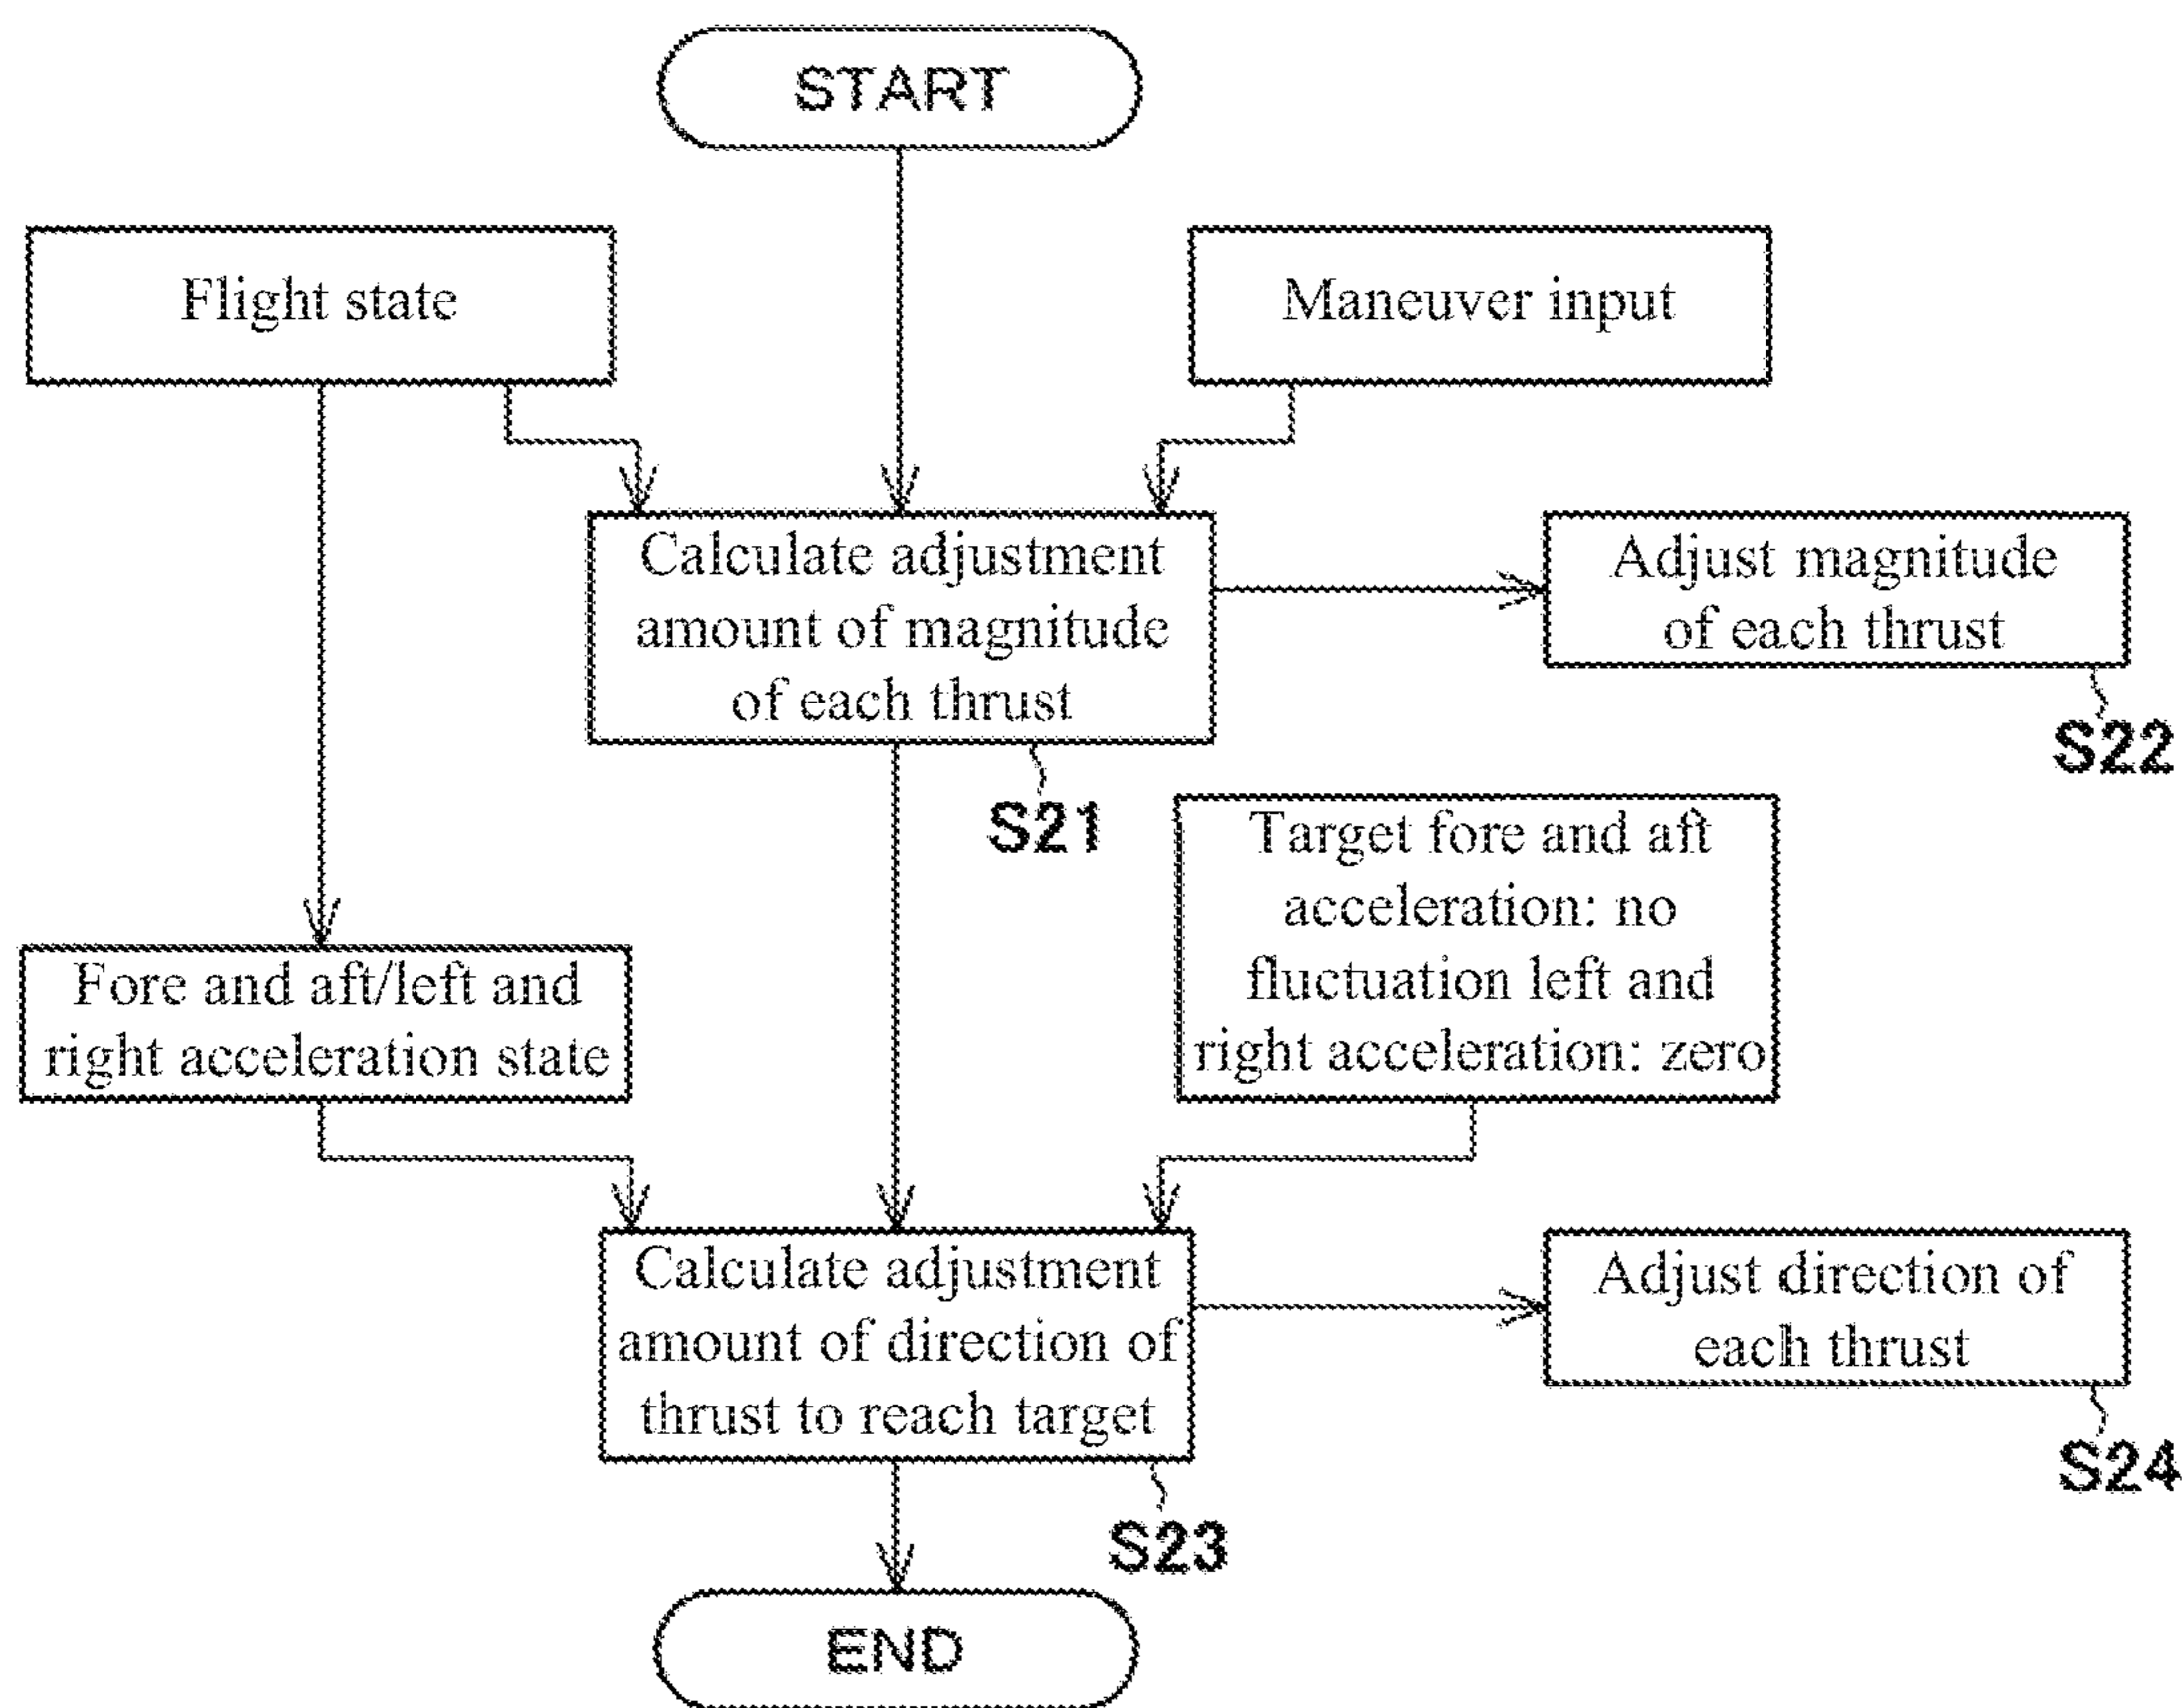 START
Flight state
Maneuver input
Calculate adjustment
amount of magnitude
of each thrust
Adjust magnitude
of each thrust
S22
S21
Target fore and aft
acceleration: no
fluctuation left and
right acceleration: zero
Fore and aft/left and
right acceleration state
Calculate adjustment
amount of direction of
thrust to reach target
Adjust direction of
each thrust
S24
S23
END